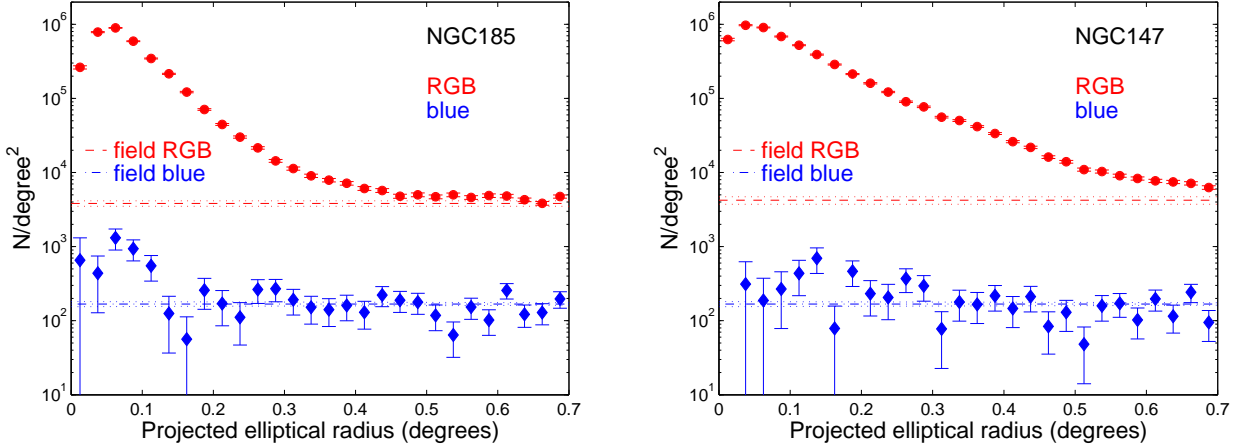 NGC185
RGB
blue
field RGB
field blue
N/degree²
10⁶
10⁵
10⁴
10³
10²
10¹
0 0.1 0.2 0.3 0.4 0.5 0.6 0.7
Projected elliptical radius (degrees)
NGC147
RGB
blue
field RGB
field blue
N/degree²
10⁶
10⁵
10⁴
10³
10²
10¹
0 0.1 0.2 0.3 0.4 0.5 0.6 0.7
Projected elliptical radius (degrees)